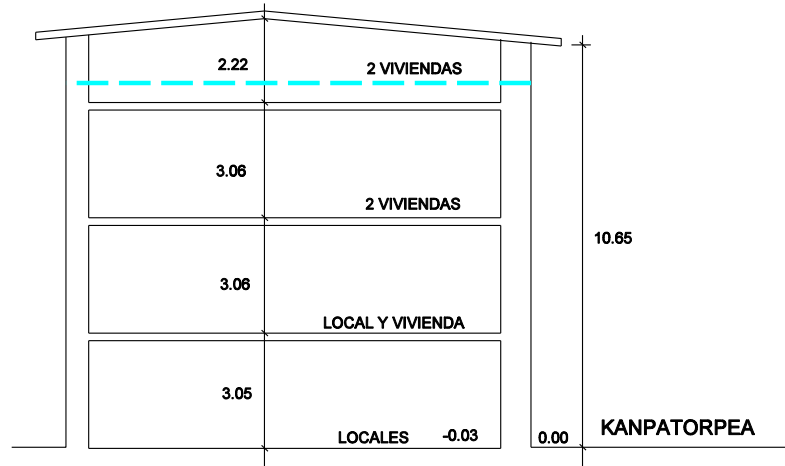 2.22
2 VIVIENDAS
3.06
2 VIVIENDAS
10.65
3.06
LOCAL Y VIVIENDA
3.05
LOCALES -0.03
0.00
KANPATORPEA